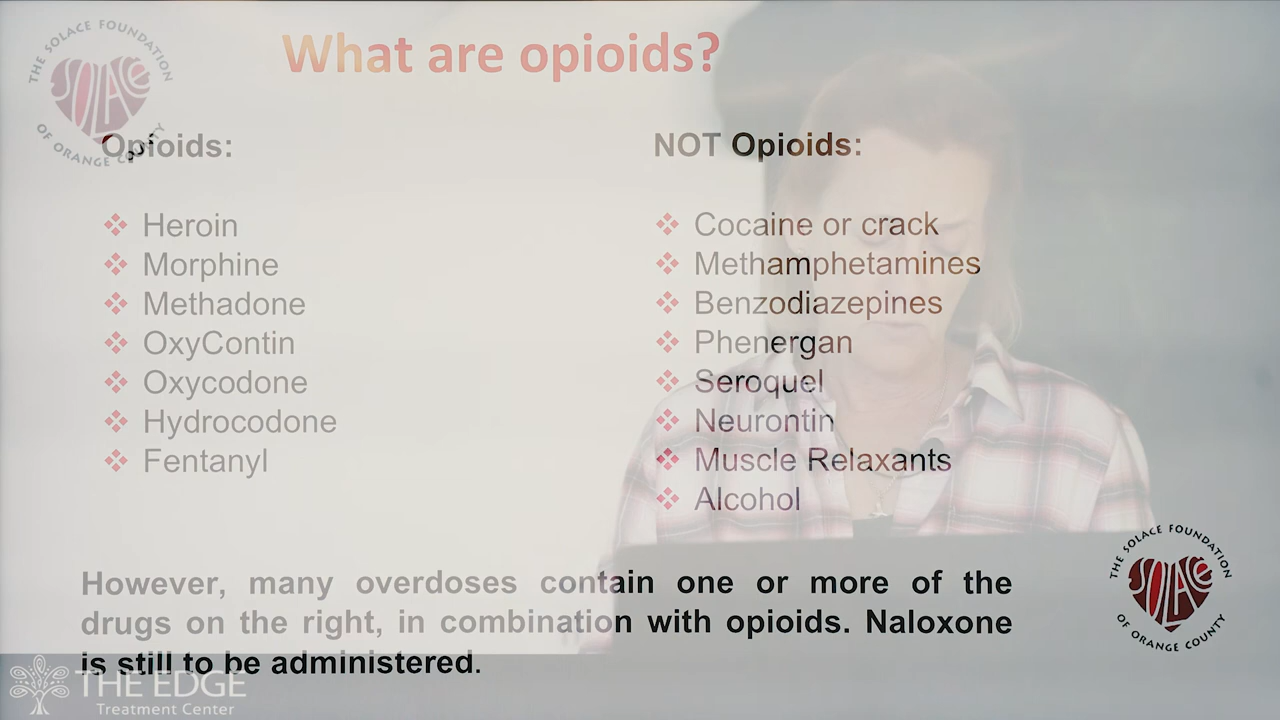 THE SOLACE FOUNDATION
SOLACE
OF ORANGE COUNTY
What are opioids?
Opioids:
Heroin
Morphine
Methadone
OxyContin
Oxycodone
Hydrocodone
Fentanyl
NOT Opioids:
Cocaine or crack
Methamphetamines
Benzodiazepines
Phenergan
Seroquel
Neurontin
Muscle Relaxants
Alcohol
However, many overdoses contain one or more of the
drugs on the right, in combination with opioids. Naloxone
is still to be administered.
THE SOLACE FOUNDATION
SOLACE
OF ORANGE COUNTY
THE EDGE
Treatment Center